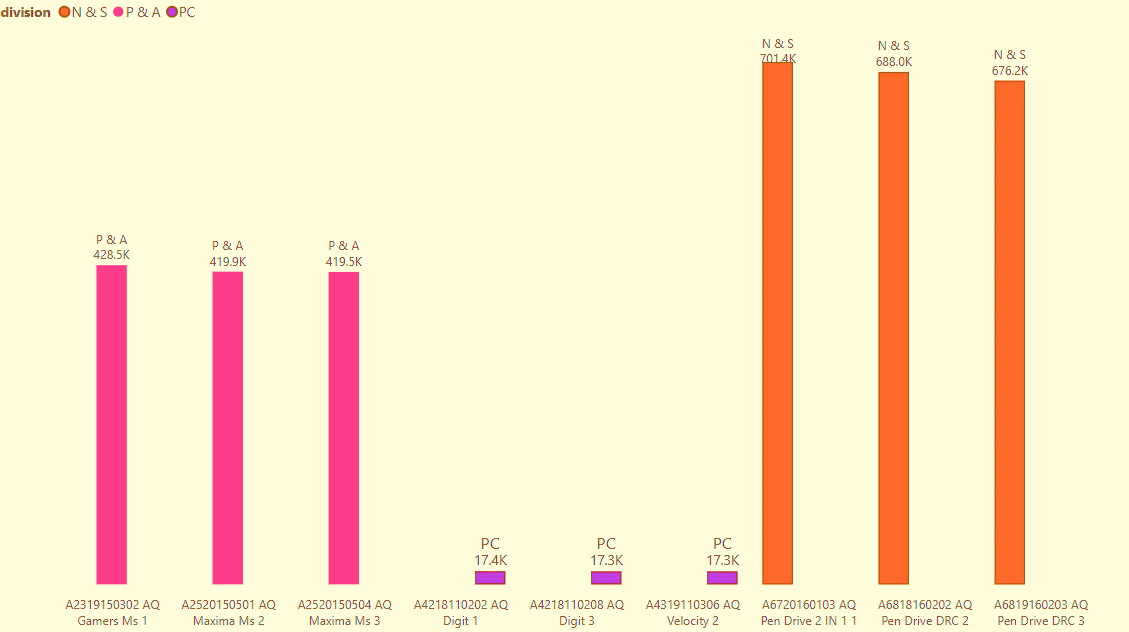 division N & S P & A PC
N & S
701.4K
N & S
688.0K
N & S
676.2K
P & A
428.5K
P & A
419.9K
P & A
419.5K
PC
17.4K
PC
17.3K
PC
17.3K
A2319150302 AQ
Gamers Ms 1
A2520150501 AQ
Maxima Ms 2
A2520150504 AQ
Maxima Ms 3
A4218110202 AQ
Digit 1
A4218110208 AQ
Digit 3
A4319110306 AQ
Velocity 2
A6720160103 AQ
Pen Drive 2 IN 1 1
A6818160202 AQ
Pen Drive DRC 2
A6819160203 AQ
Pen Drive DRC 3